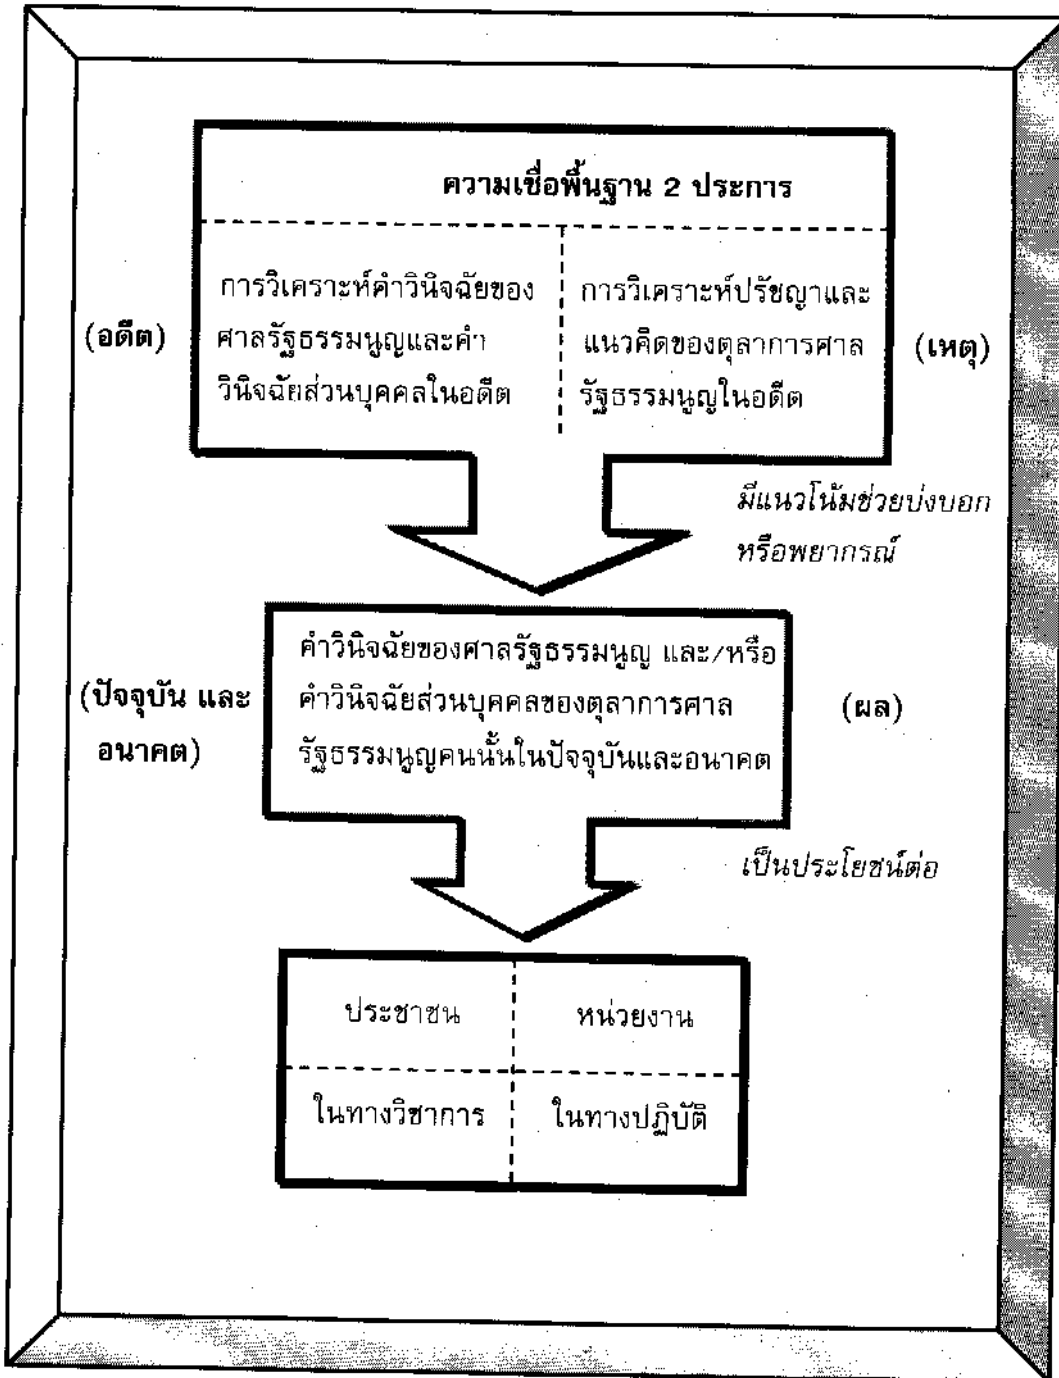 ความเชื่อพื้นฐาน 2 ประการ
(อดีต)
การวิเคราะห์คำวินิจฉัยของ
ศาลรัฐธรรมนูญและคำ
วินิจฉัยส่วนบุคคลในอดีต
การวิเคราะห์ปรัชญาและ
แนวคิดของตุลาการศาล
รัฐธรรมนูญในอดีต
(เหตุ)
มีแนวโน้มช่วยบ่งบอก
หรือพยากรณ์
(ปัจจุบัน และ
อนาคต)
คำวินิจฉัยของศาลรัฐธรรมนูญ และ/หรือ
คำวินิจฉัยส่วนบุคคลของตุลาการศาล
รัฐธรรมนูญคนนั้นในปัจจุบันและอนาคต
(ผล)
เป็นประโยชน์ต่อ
ประชาชน
หน่วยงาน
ในทางวิชาการ
ในทางปฏิบัติ